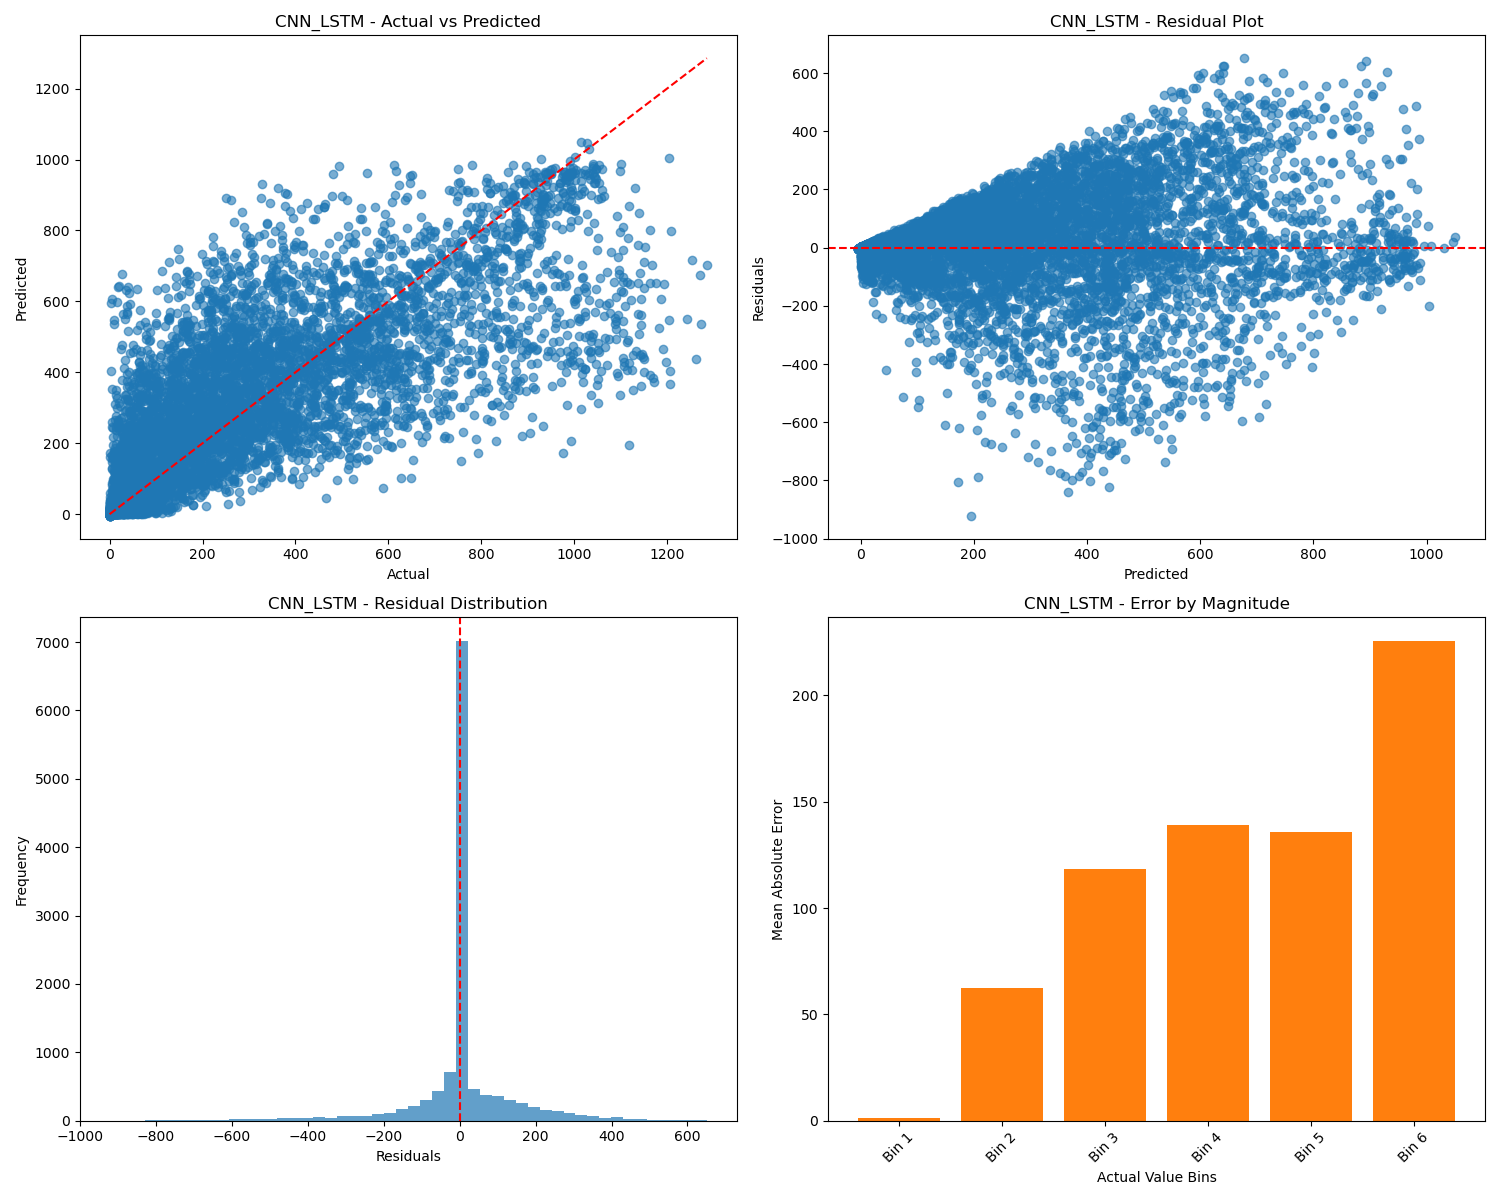 CNN_LSTM - Actual vs Predicted
1200
1000
800
600
400
200
0
Predicted
0 200 400 600 800 1000 1200
Actual
CNN_LSTM - Residual Plot
600
400
200
0
−200
−400
−600
−800
−1000
Residuals
0 200 400 600 800 1000
Predicted
CNN_LSTM - Residual Distribution
7000
6000
5000
4000
3000
2000
1000
0
Frequency
−1000 −800 −600 −400 −200 0 200 400 600
Residuals
CNN_LSTM - Error by Magnitude
200
150
100
50
0
Mean Absolute Error
Bin 1 Bin 2 Bin 3 Bin 4 Bin 5 Bin 6
Actual Value Bins